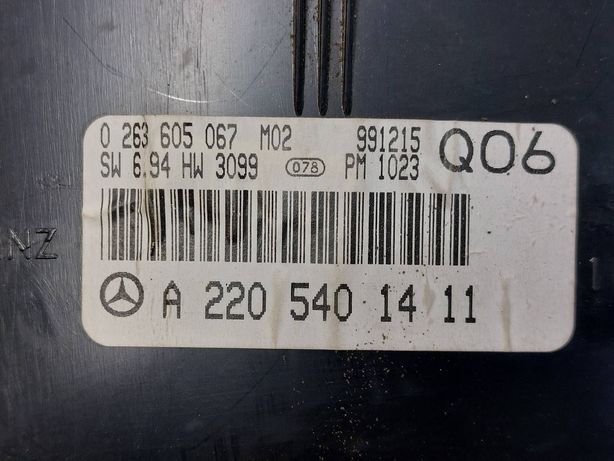 0 263 605 067 M02 991215 Q06
SW 6.94 HW 3099 078 PM 1023
A 220 540 14 11
NZ